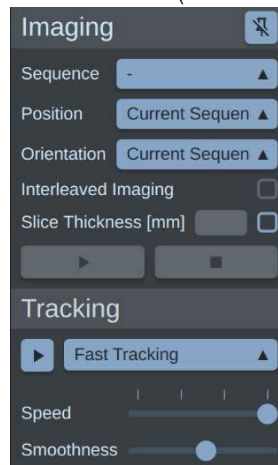 Imaging
Sequence -
Position Current Sequen
Orientation Current Sequen
Interleaved Imaging
Slice Thickness [mm]
Tracking
Fast Tracking
Speed
Smoothness